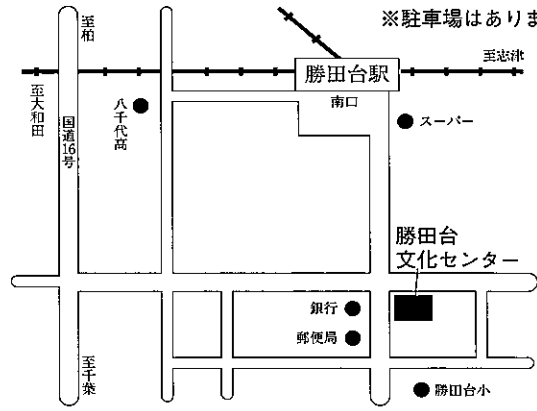 ※駐車場はありま
至柏
至志津
勝田台駅
南口
至大和田
国道16号
八千代高
スーパー
勝田台
文化センター
銀行
郵便局
至千葉
勝田台小